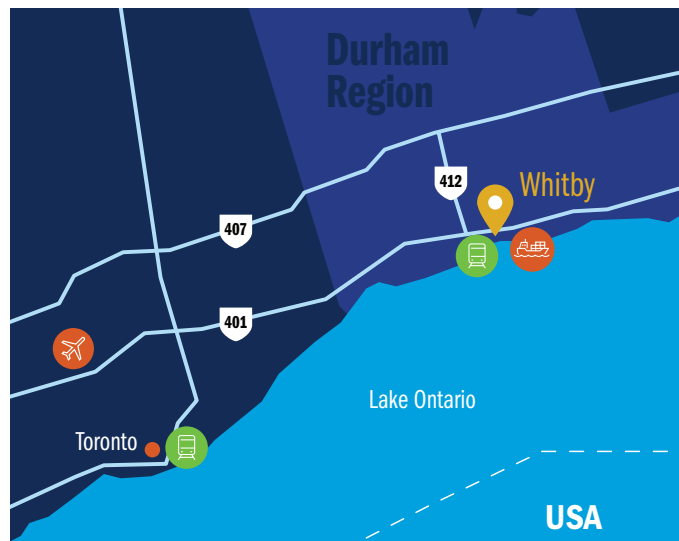 Durham
Region
412
Whitby
407
401
Lake Ontario
Toronto
USA